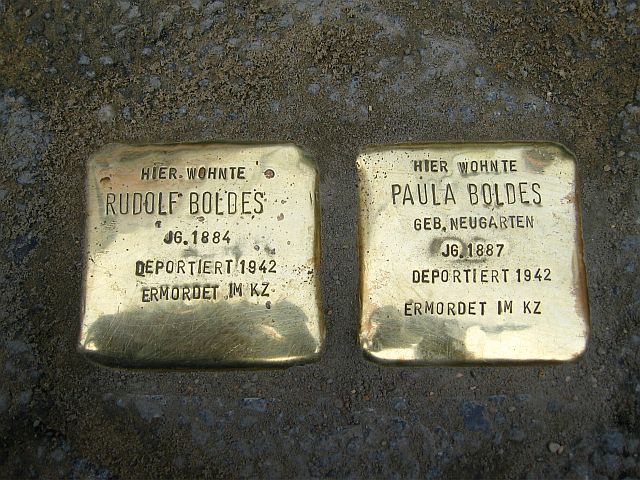 HIER WOHNTE
RUDOLF BOLDES
JG. 1884
DEPORTIERT 1942
ERMORDET IM KZ
HIER WOHNTE
PAULA BOLDES
GEB. NEUGARTEN
JG. 1887
DEPORTIERT 1942
ERMORDET IM KZ